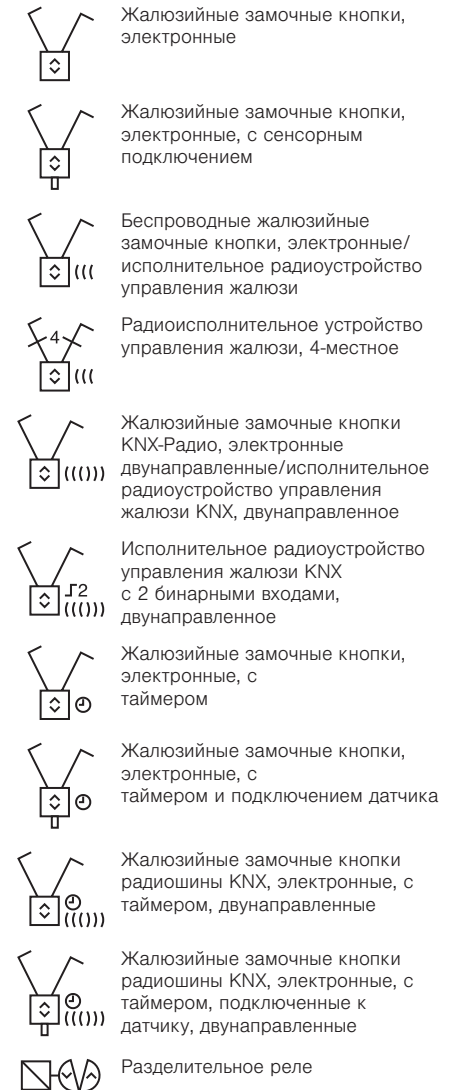 Жалюзийные замочные кнопки,
электронные
Жалюзийные замочные кнопки,
электронные, с сенсорным
подключением
Беспроводные жалюзийные
замочные кнопки, электронные/
исполнительное радиоустройство
управления жалюзи
Радиоисполнительное устройство
управления жалюзи, 4-местное
4
Жалюзийные замочные кнопки
KNX-Радио, электронные
двунаправленные/исполнительное
радиоустройство управления
жалюзи KNX, двунаправленное
Исполнительное радиоустройство
управления жалюзи KNX
с 2 бинарными входами,
двунаправленное
2
Жалюзийные замочные кнопки,
электронные, с
таймером
Жалюзийные замочные кнопки,
электронные, с
таймером и подключением датчика
Жалюзийные замочные кнопки
радиошины KNX, электронные, с
таймером, двунаправленные
Жалюзийные замочные кнопки
радиошины KNX, электронные, с
таймером, подключенные к
датчику, двунаправленные
Разделительное реле